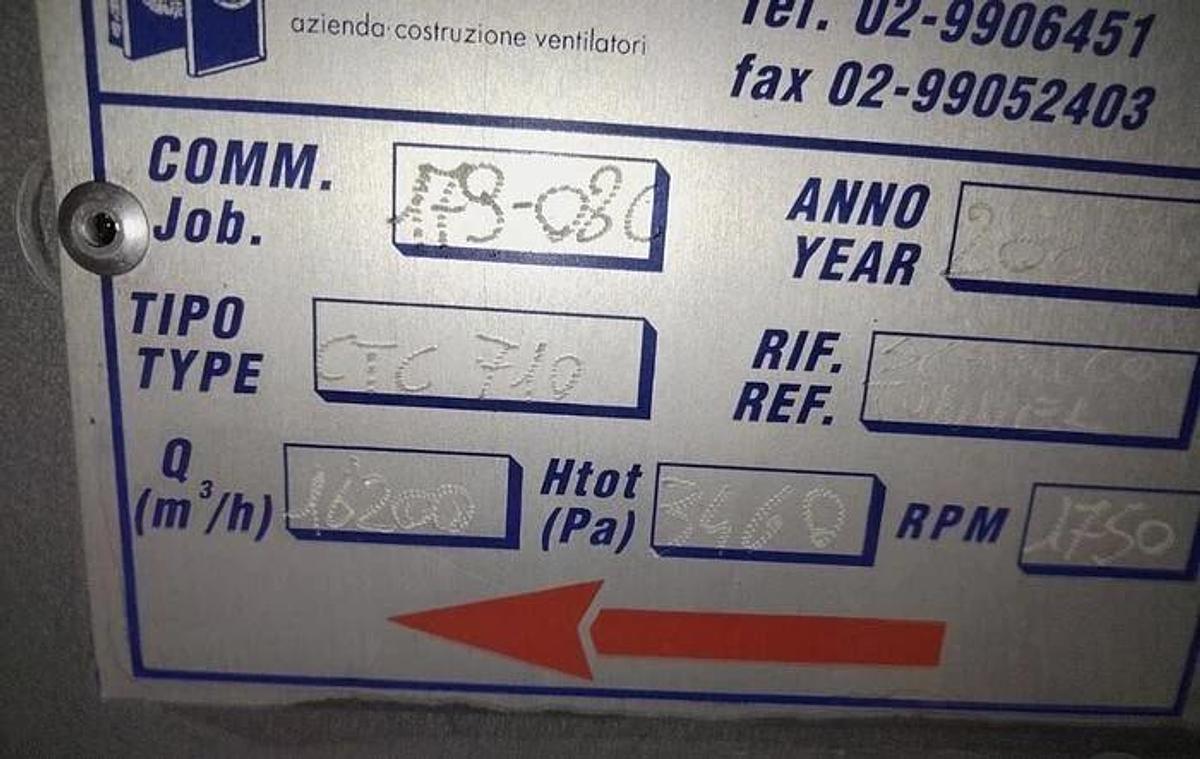 azienda costruzione ventilatori
Tel. 02-9906451
fax 02-99052403
COMM.
Job.
ANNO
YEAR
TIPO
TYPE
CTC 710
RIF.
REF.
Q
(m³/h)
16200
Htot
(Pa)
3460
RPM
1750